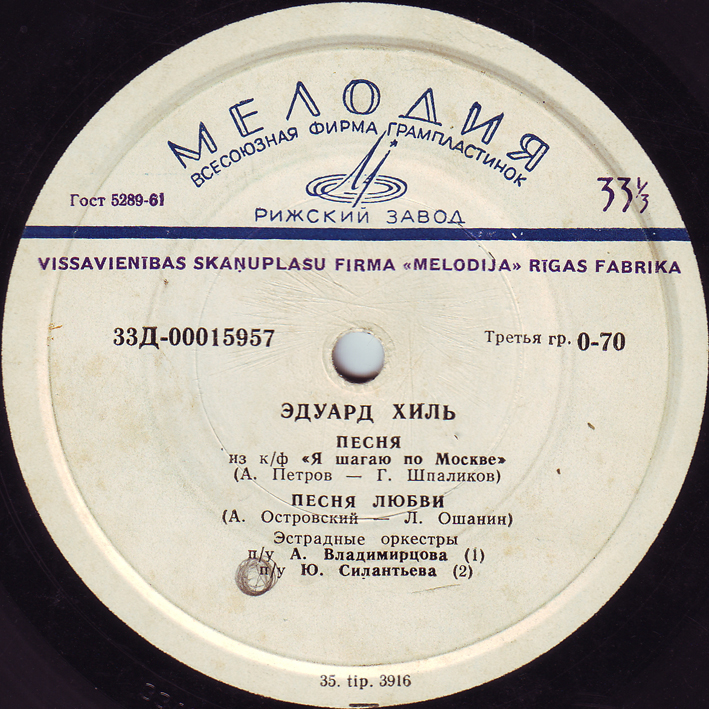 МЕЛОДИЯ
ВСЕСОЮЗНАЯ ФИРМА ГРАМПЛАСТИНОК
Гост 5289-61
33⅓
РИЖСКИЙ ЗАВОД
VISSAVIENĪBAS SKAŅUPLAŠU FIRMA «MELODIJA» RĪGAS FABRIKA
33Д-00015957
Третья гр. 0-70
ЭДУАРД ХИЛЬ
ПЕСНЯ
из к/ф «Я шагаю по Москве»
(А. Петров — Г. Шпаликов)
ПЕСНЯ ЛЮБВИ
(А. Островский — Л. Ошанин)
Эстрадные оркестры
п/у А. Владимирцова (1)
п/у Ю. Силантьева (2)
35. tip. 3916